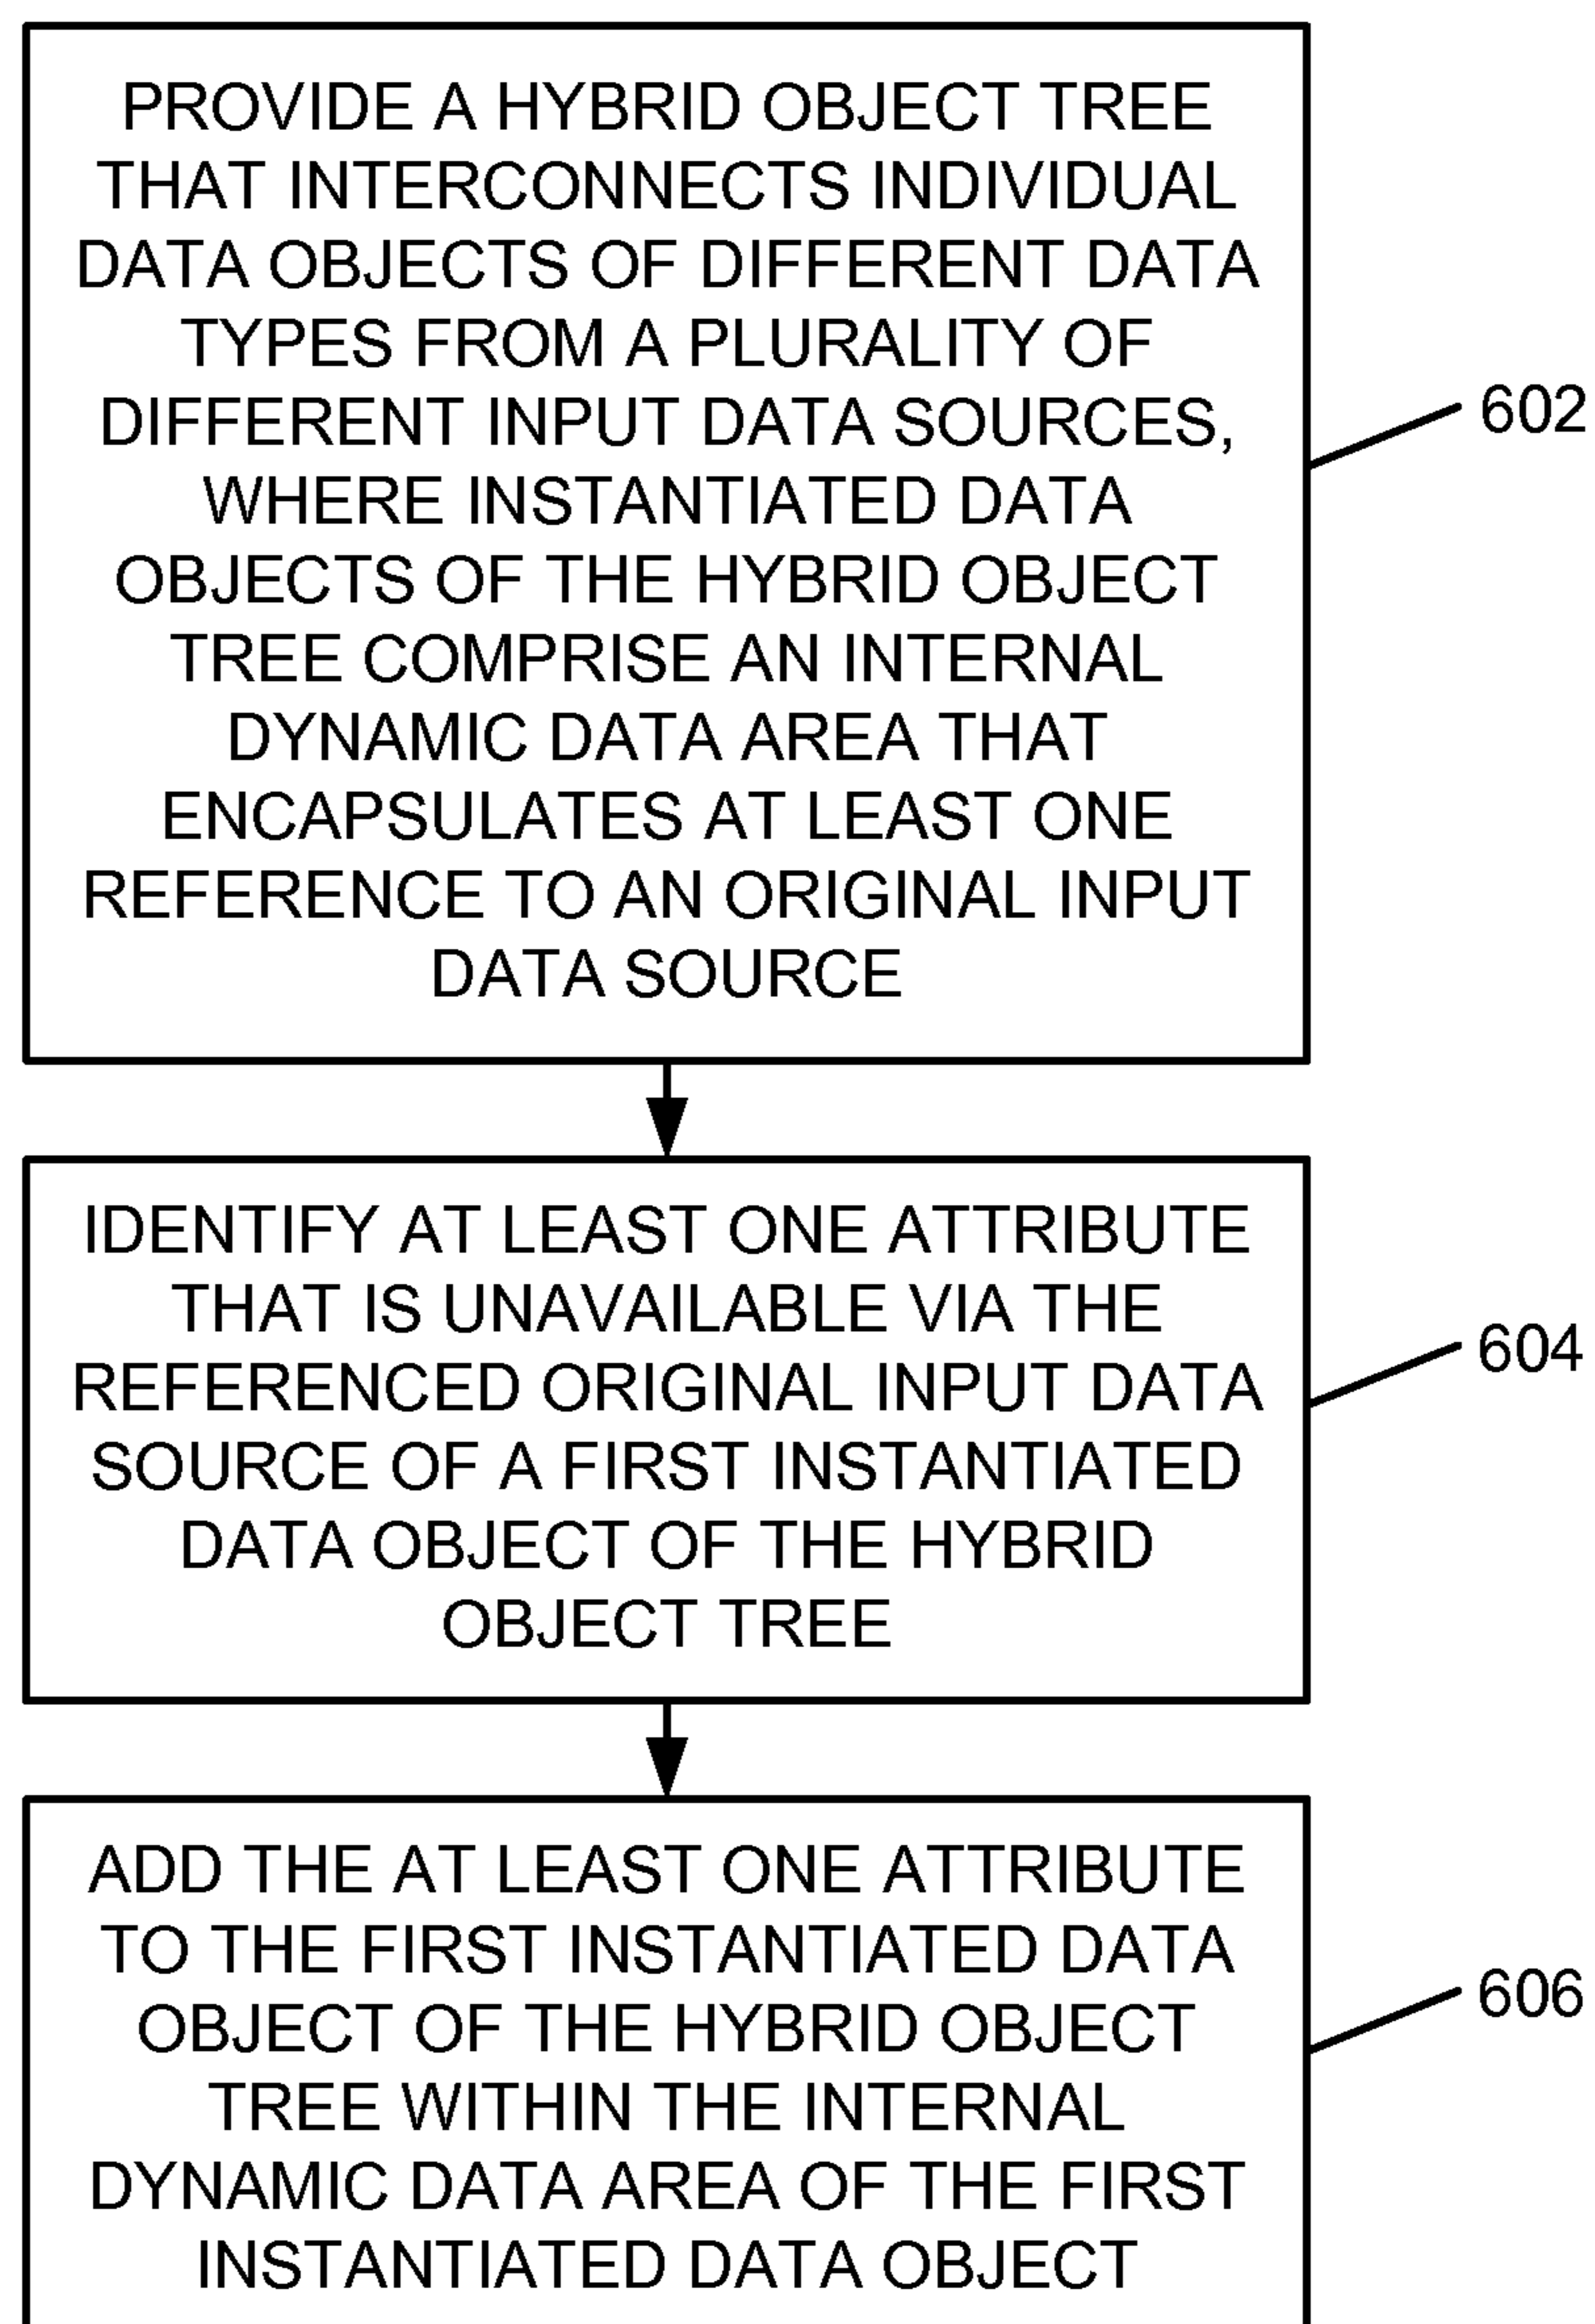 PROVIDE A HYBRID OBJECT TREE
THAT INTERCONNECTS INDIVIDUAL
DATA OBJECTS OF DIFFERENT DATA
TYPES FROM A PLURALITY OF
DIFFERENT INPUT DATA SOURCES,
WHERE INSTANTIATED DATA
OBJECTS OF THE HYBRID OBJECT
TREE COMPRISE AN INTERNAL
DYNAMIC DATA AREA THAT
ENCAPSULATES AT LEAST ONE
REFERENCE TO AN ORIGINAL INPUT
DATA SOURCE
602
IDENTIFY AT LEAST ONE ATTRIBUTE
THAT IS UNAVAILABLE VIA THE
REFERENCED ORIGINAL INPUT DATA
SOURCE OF A FIRST INSTANTIATED
DATA OBJECT OF THE HYBRID
OBJECT TREE
604
ADD THE AT LEAST ONE ATTRIBUTE
TO THE FIRST INSTANTIATED DATA
OBJECT OF THE HYBRID OBJECT
TREE WITHIN THE INTERNAL
DYNAMIC DATA AREA OF THE FIRST
INSTANTIATED DATA OBJECT
606